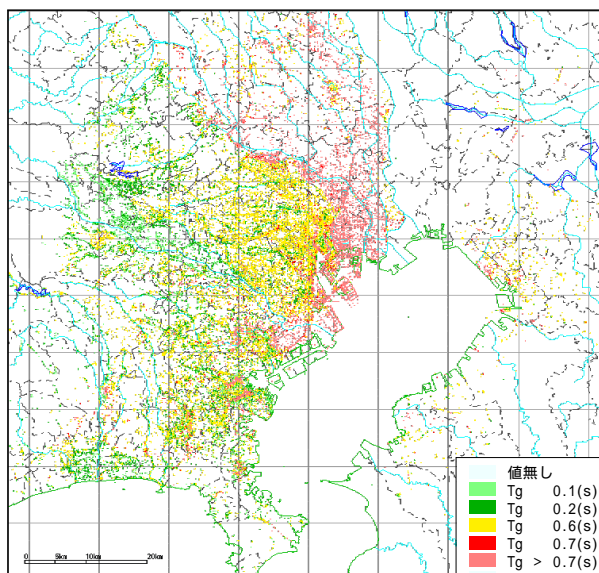 値無し
Tg 0.1(s)
Tg 0.2(s)
Tg 0.6(s)
Tg 0.7(s)
Tg > 0.7(s)
0 5km 10km 20km